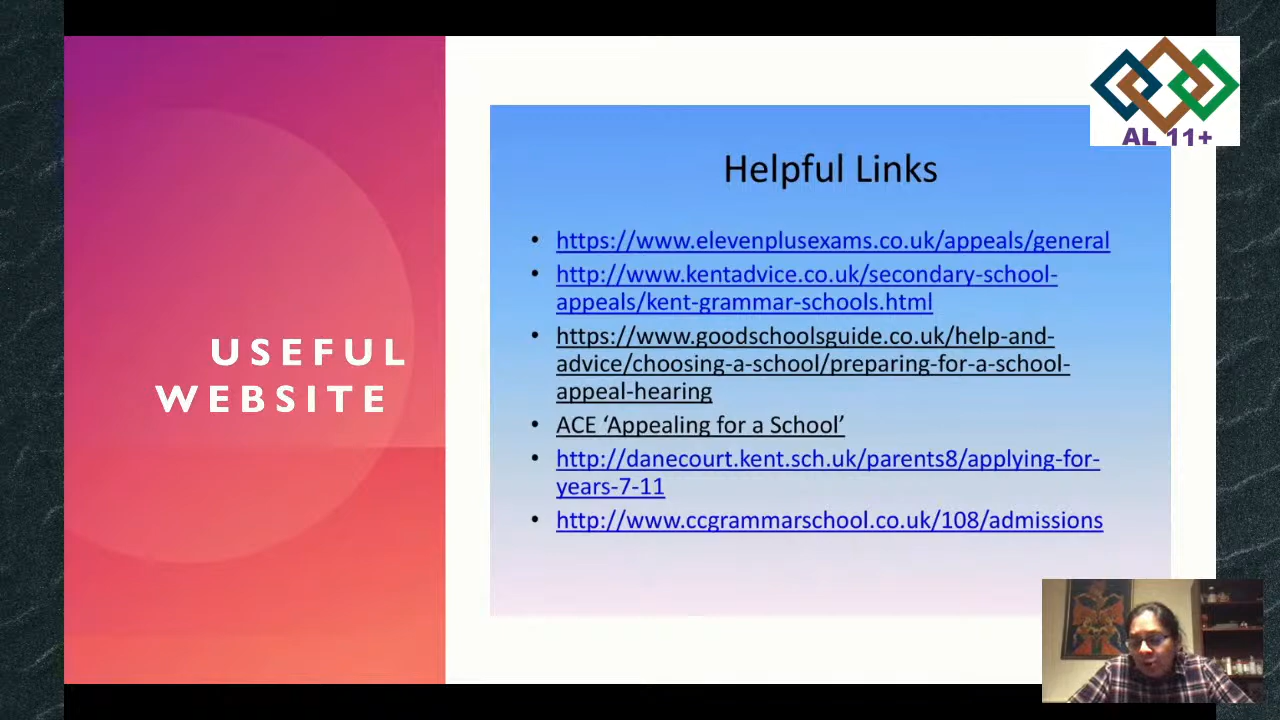 AL 11+
USEFUL
WEBSITE
Helpful Links
• https://www.elevenplusexams.co.uk/appeals/general
• http://www.kentadvice.co.uk/secondary-school-
appeals/kent-grammar-schools.html
• https://www.goodschoolsguide.co.uk/help-and-
advice/choosing-a-school/preparing-for-a-school-
appeal-hearing
• ACE ‘Appealing for a School’
• http://danecourt.kent.sch.uk/parents8/applying-for-
years-7-11
• http://www.ccgrammarschool.co.uk/108/admissions